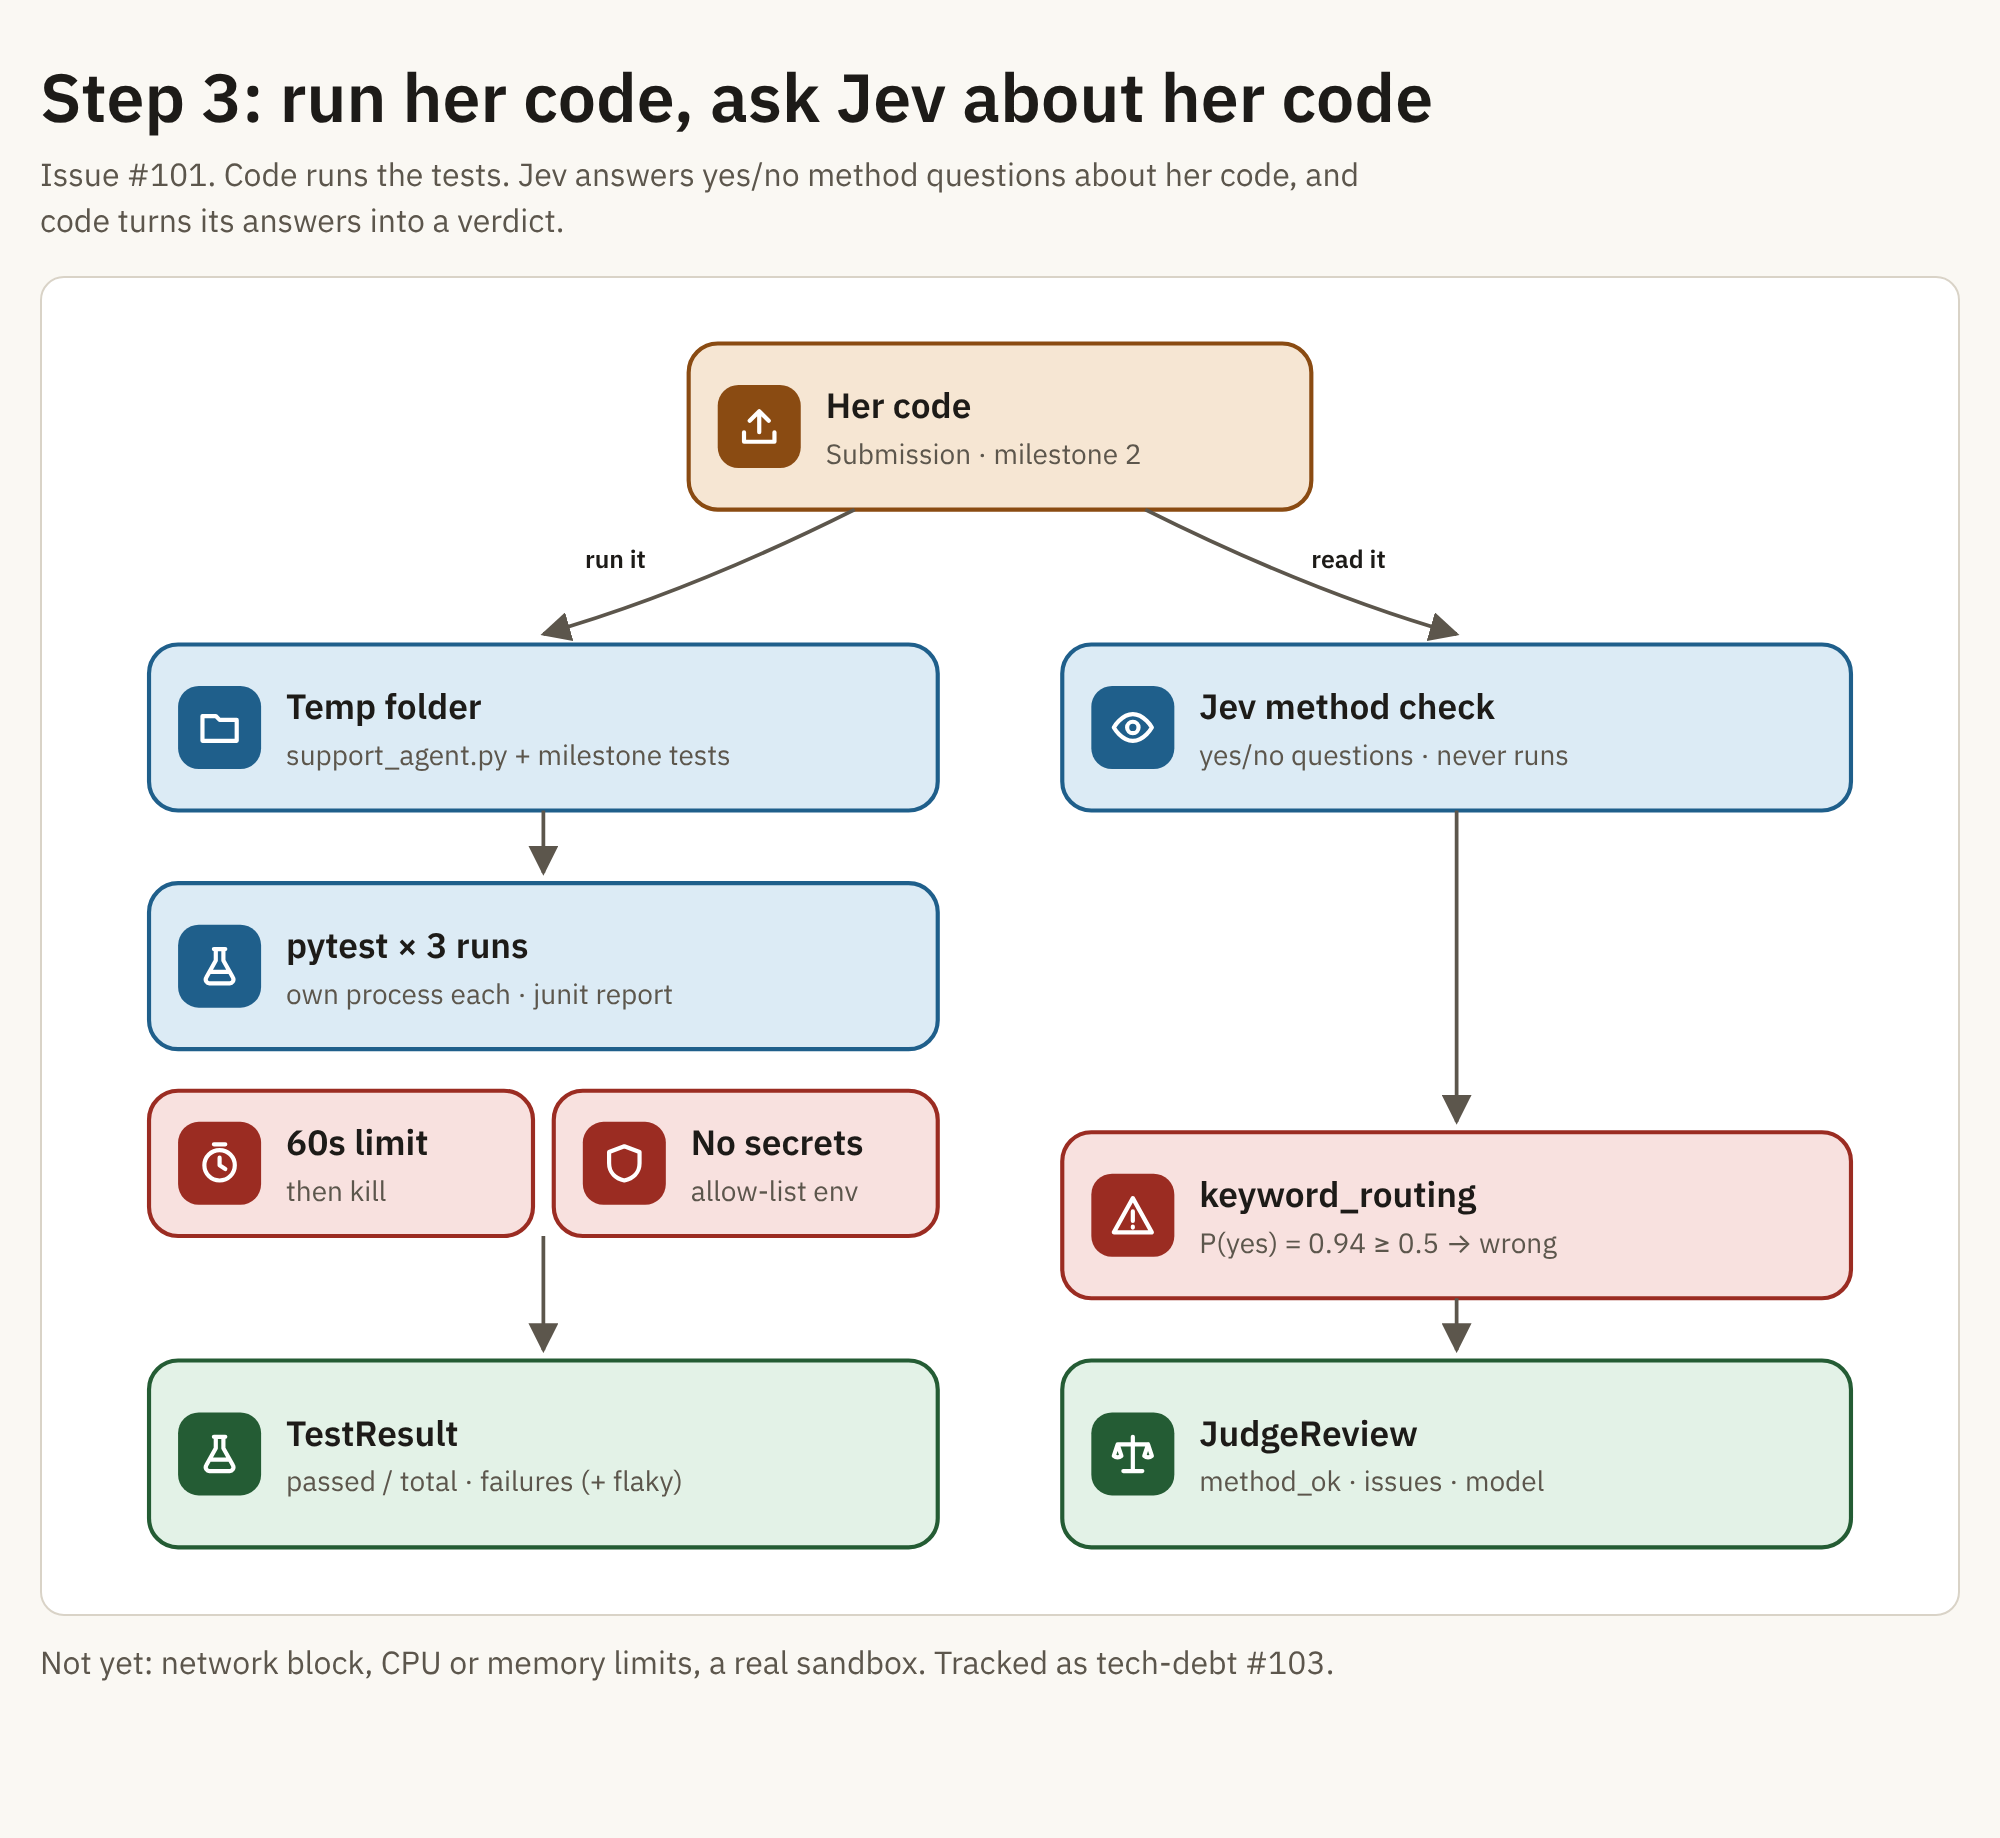 Step 3: run her code, ask Jev about her code
Issue #101. Code runs the tests. Jev answers yes/no method questions about her code, and
code turns its answers into a verdict.
Her code
Submission · milestone 2
run it
read it
Temp folder
support_agent.py + milestone tests
Jev method check
yes/no questions · never runs
pytest × 3 runs
own process each · junit report
60s limit
then kill
No secrets
allow-list env
keyword_routing
P(yes) = 0.94 ≥ 0.5 → wrong
TestResult
passed / total · failures (+ flaky)
JudgeReview
method_ok · issues · model
Not yet: network block, CPU or memory limits, a real sandbox. Tracked as tech-debt #103.